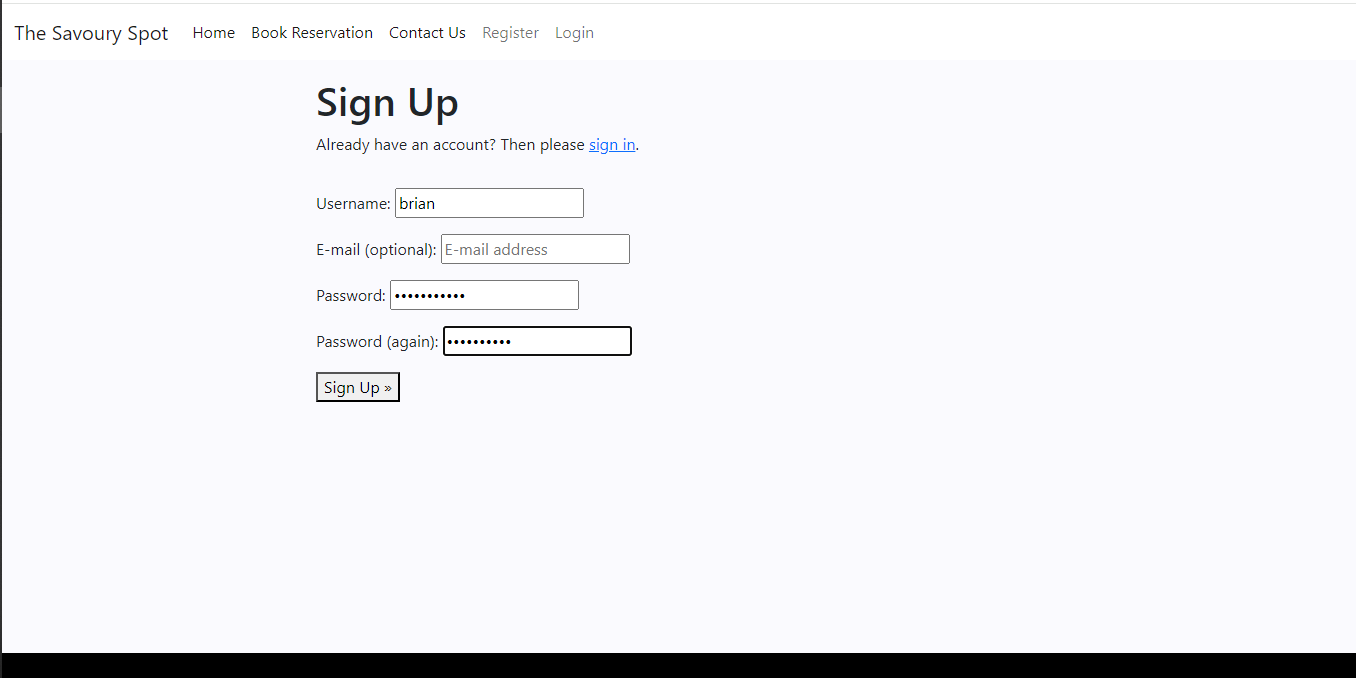 The Savoury Spot Home Book Reservation Contact Us Register Login
Sign Up
Already have an account? Then please sign in.
Username: brian
E-mail (optional): E-mail address
Password: •••••••••••
Password (again): ••••••••••
Sign Up »